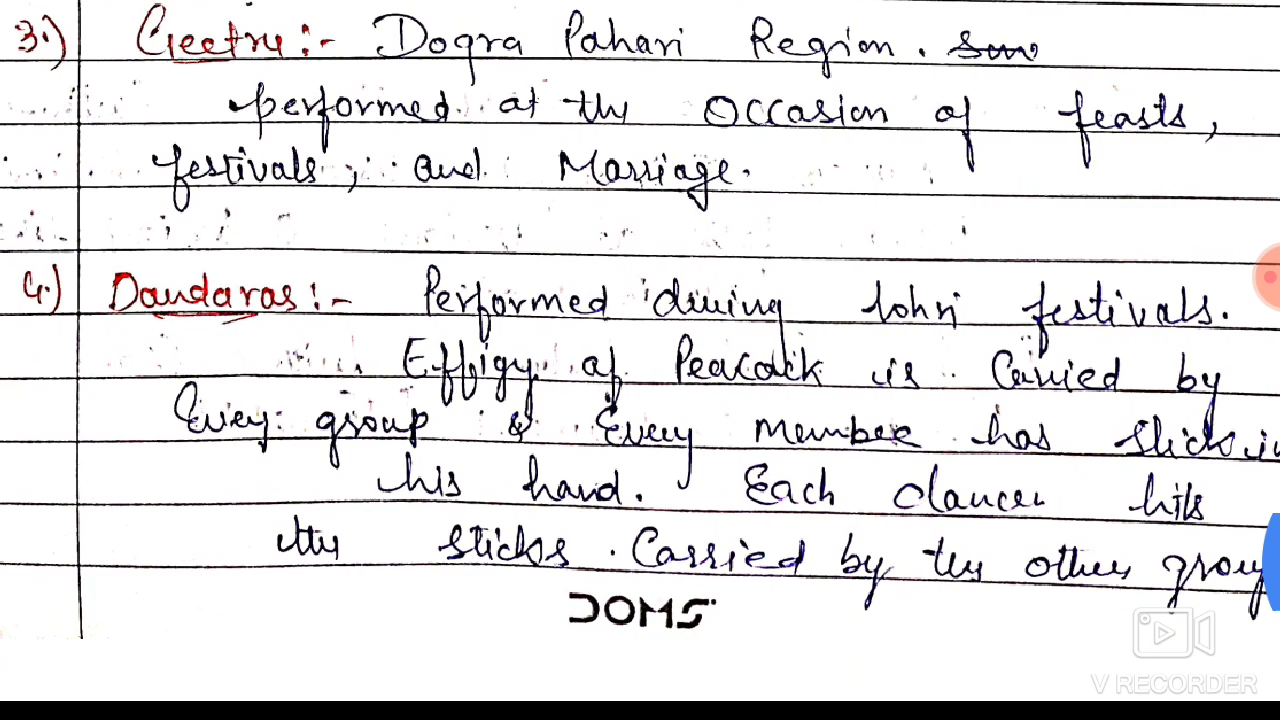 3.) Geetru:- Dogra Pahari Region.
performed at the Occasion of feasts,
festivals, and Marriage.
4.) Dandaras:- Performed during lohri festivals.
Effigy of Peacock is Carried by
Every group & Every member has stick in
his hand. Each dancer hits
the sticks. Carried by the other group
DOMS
V RECORDER